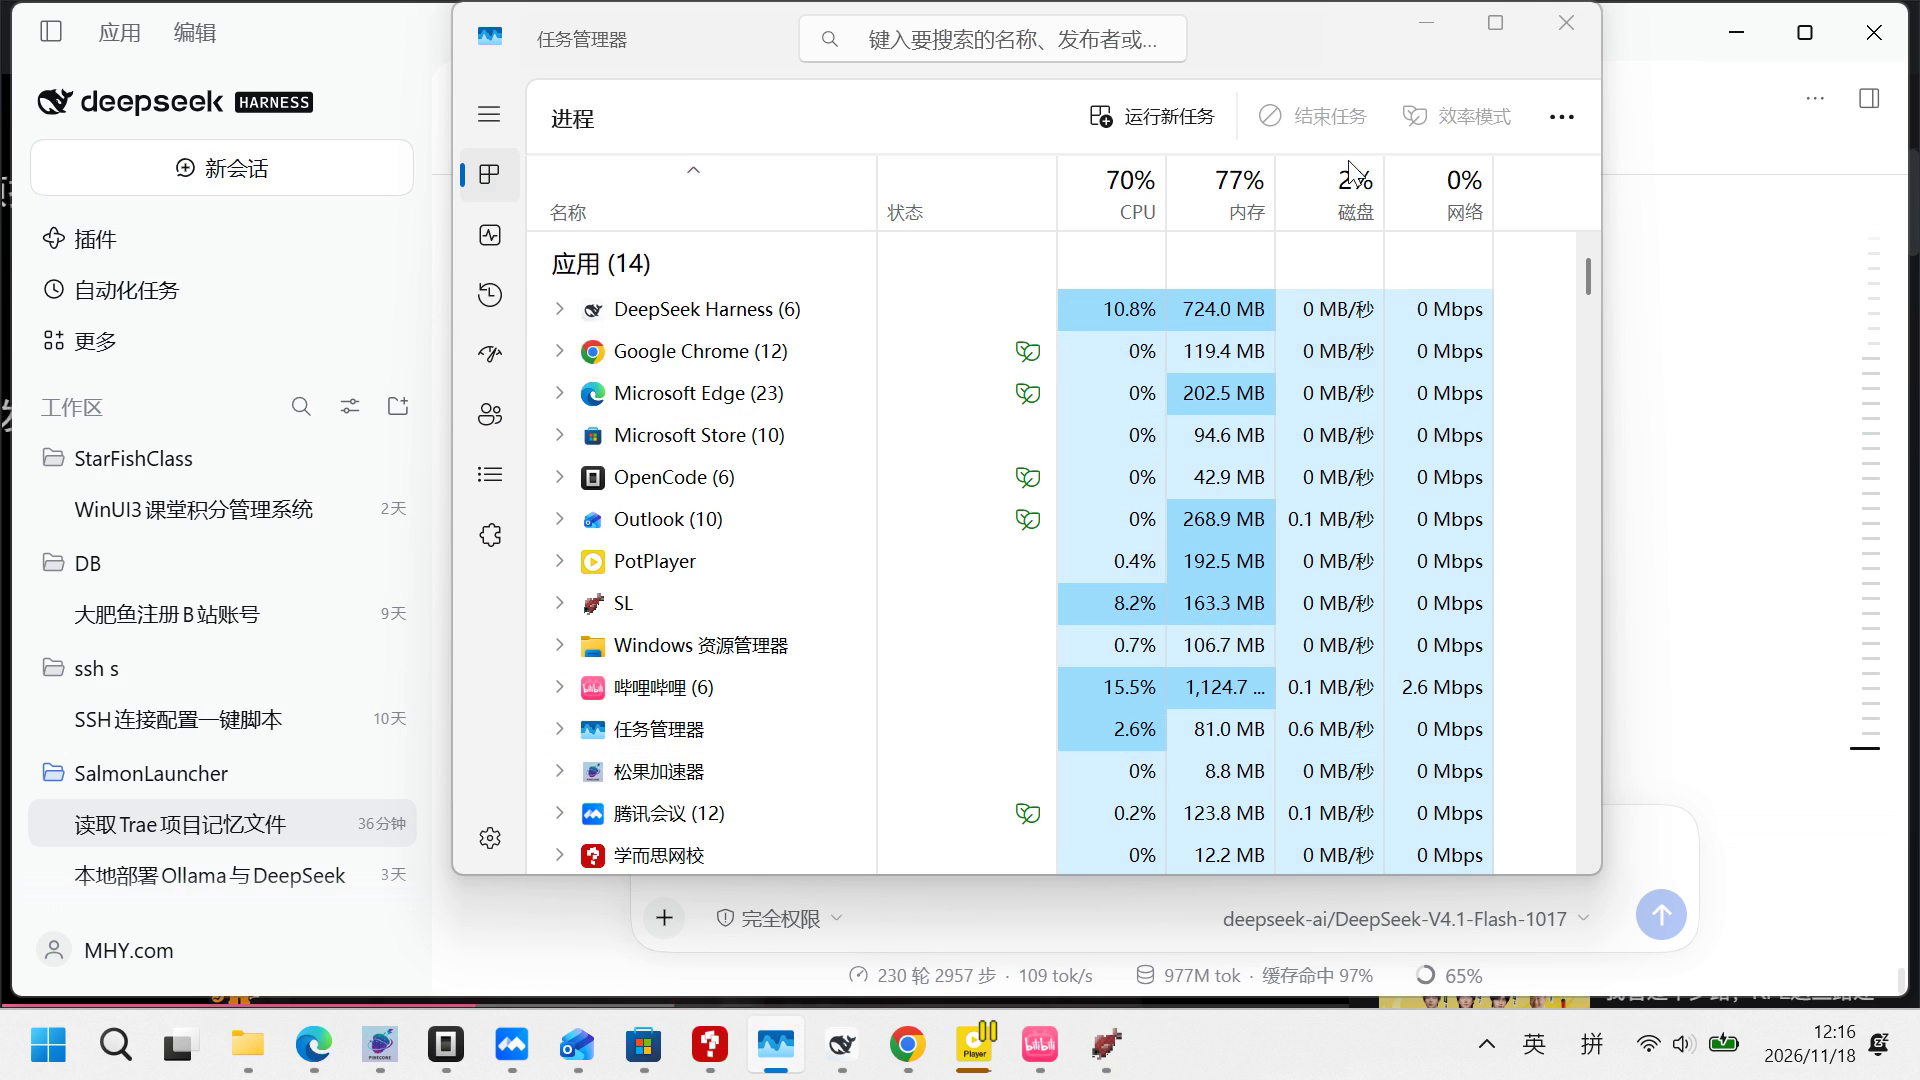 应用 编辑
deepseek HARNESS
新会话
插件
自动化任务
更多
工作区
StarFishClass
WinUI3 课堂积分管理系统 2天
DB
大肥鱼注册 B 站账号 9天
ssh s
SSH 连接配置一键脚本 10天
SalmonLauncher
读取 Trae 项目记忆文件 36分钟
本地部署 Ollama 与 DeepSeek 3天
MHY.com
任务管理器
键入要搜索的名称、发布者或...
进程
运行新任务 结束任务 效率模式
70% 77% 2% 0%
名称 状态 CPU 内存 磁盘 网络
应用 (14)
DeepSeek Harness (6) 10.8% 724.0 MB 0 MB/秒 0 Mbps
Google Chrome (12) 0% 119.4 MB 0 MB/秒 0 Mbps
Microsoft Edge (23) 0% 202.5 MB 0 MB/秒 0 Mbps
Microsoft Store (10) 0% 94.6 MB 0 MB/秒 0 Mbps
OpenCode (6) 0% 42.9 MB 0 MB/秒 0 Mbps
Outlook (10) 0% 268.9 MB 0.1 MB/秒 0 Mbps
PotPlayer 0.4% 192.5 MB 0 MB/秒 0 Mbps
SL 8.2% 163.3 MB 0 MB/秒 0 Mbps
Windows 资源管理器 0.7% 106.7 MB 0 MB/秒 0 Mbps
哔哩哔哩 (6) 15.5% 1,124.7 ... 0.1 MB/秒 2.6 Mbps
任务管理器 2.6% 81.0 MB 0.6 MB/秒 0 Mbps
松果加速器 0% 8.8 MB 0 MB/秒 0 Mbps
腾讯会议 (12) 0.2% 123.8 MB 0.1 MB/秒 0 Mbps
学而思网校 0% 12.2 MB 0 MB/秒 0 Mbps
完全权限
deepseek-ai/DeepSeek-V4.1-Flash-1017
230 轮 2957 步 · 109 tok/s 977M tok · 缓存命中 97% 65%
PINECONE
Player
bilibili
英 拼
12:16
2026/11/18